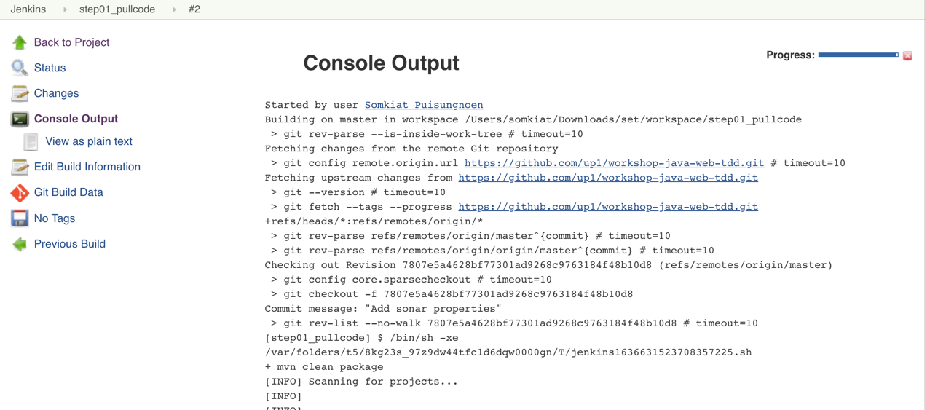 Jenkins step01_pullcode #2
Back to Project
Status
Changes
Console Output
View as plain text
Edit Build Information
Git Build Data
No Tags
Previous Build
Console Output
Progress:
Started by user Somkiat Puisungnoen
Building on master in workspace /Users/somkiat/Downloads/set/workspace/step01_pullcode
> git rev-parse --is-inside-work-tree # timeout=10
Fetching changes from the remote Git repository
> git config remote.origin.url https://github.com/up1/workshop-java-web-tdd.git # timeout=10
Fetching upstream changes from https://github.com/up1/workshop-java-web-tdd.git
> git --version # timeout=10
> git fetch --tags --progress https://github.com/up1/workshop-java-web-tdd.git
+refs/heads/*:refs/remotes/origin/*
> git rev-parse refs/remotes/origin/master^{commit} # timeout=10
> git rev-parse refs/remotes/origin/origin/master^{commit} # timeout=10
Checking out Revision 7807e5a4628bf77301ad9268c9763184f48b10d8 (refs/remotes/origin/master)
> git config core.sparsecheckout # timeout=10
> git checkout -f 7807e5a4628bf77301ad9268c9763184f48b10d8
Commit message: "Add sonar properties"
> git rev-list --no-walk 7807e5a4628bf77301ad9268c9763184f48b10d8 # timeout=10
[step01_pullcode] $ /bin/sh -xe
/var/folders/t5/8kg23s_97z9dw44tfc1d6dqw0000gn/T/jenkins1636631523708357225.sh
+ mvn clean package
[INFO] Scanning for projects...
[INFO]
[INFO]